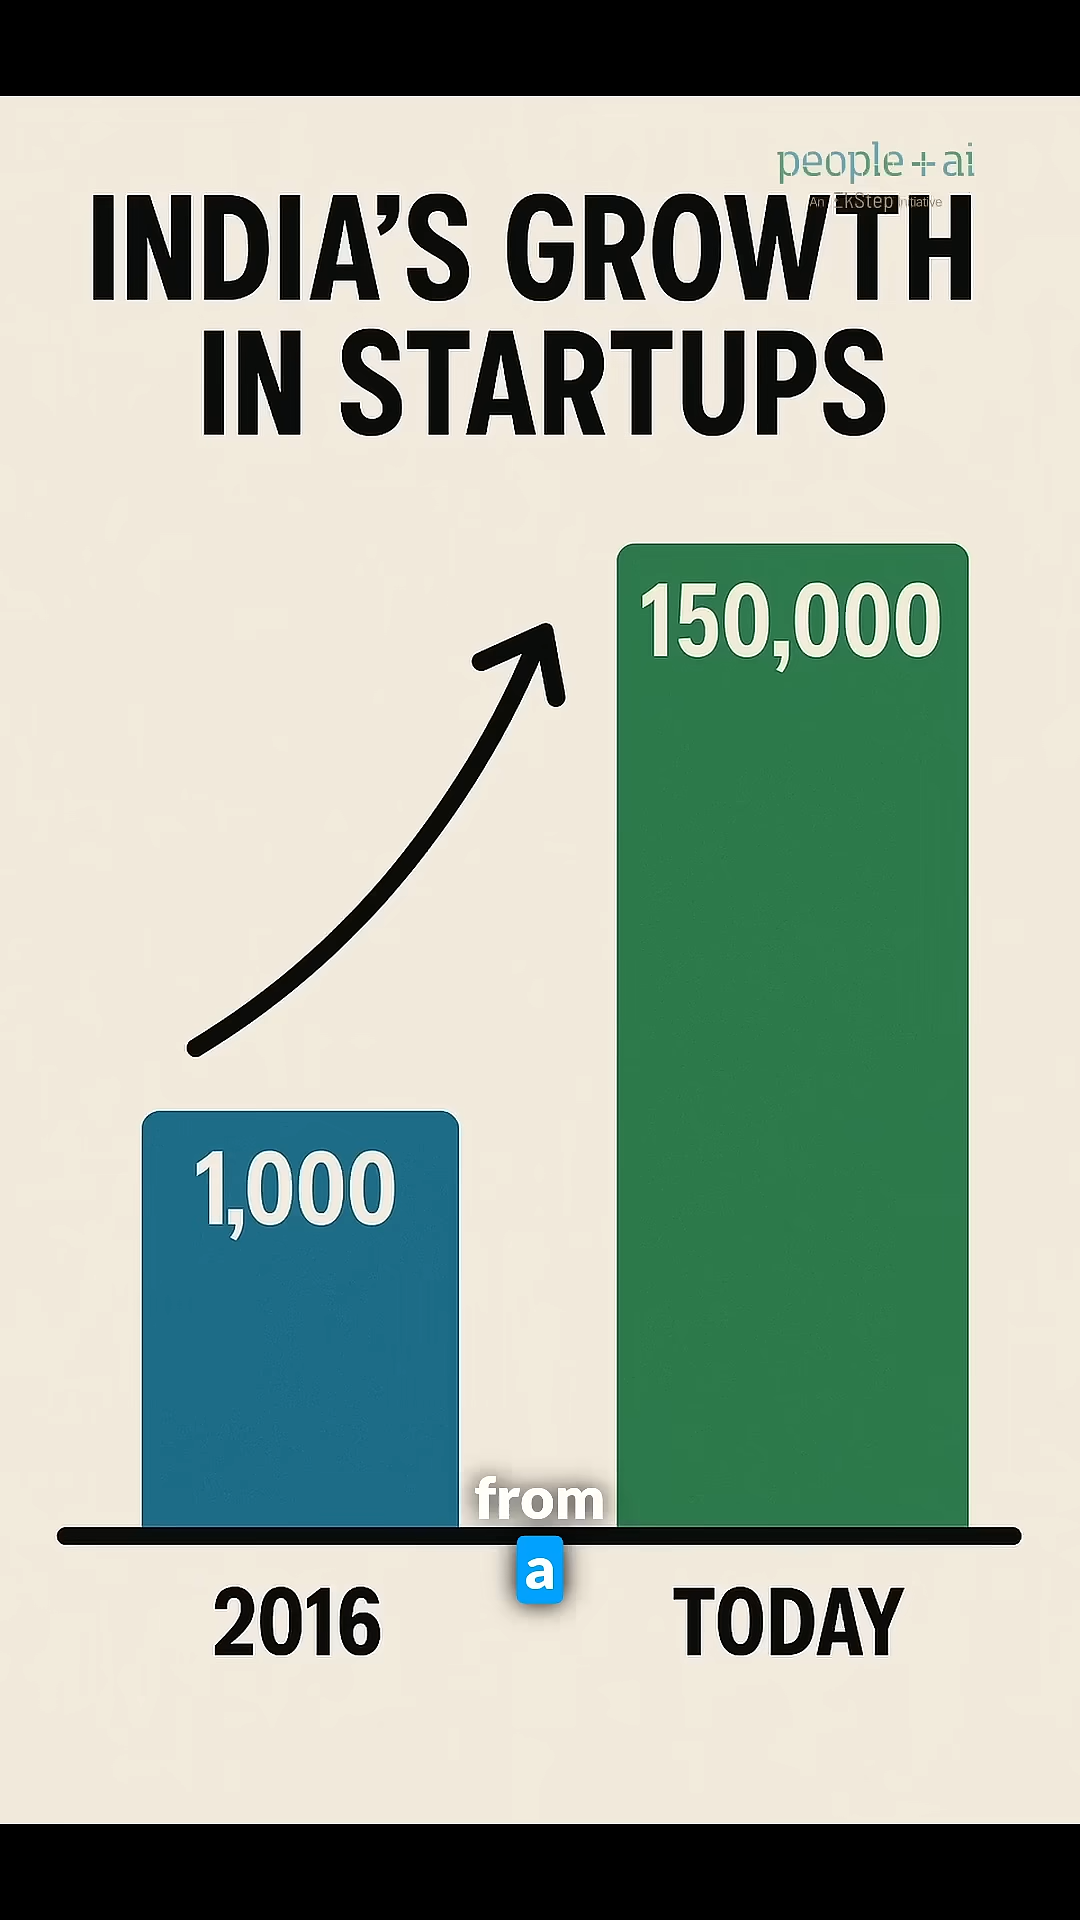 people+ai
An EkStep Initiative
INDIA'S GROWTH
IN STARTUPS
150,000
1,000
from
a
2016
TODAY